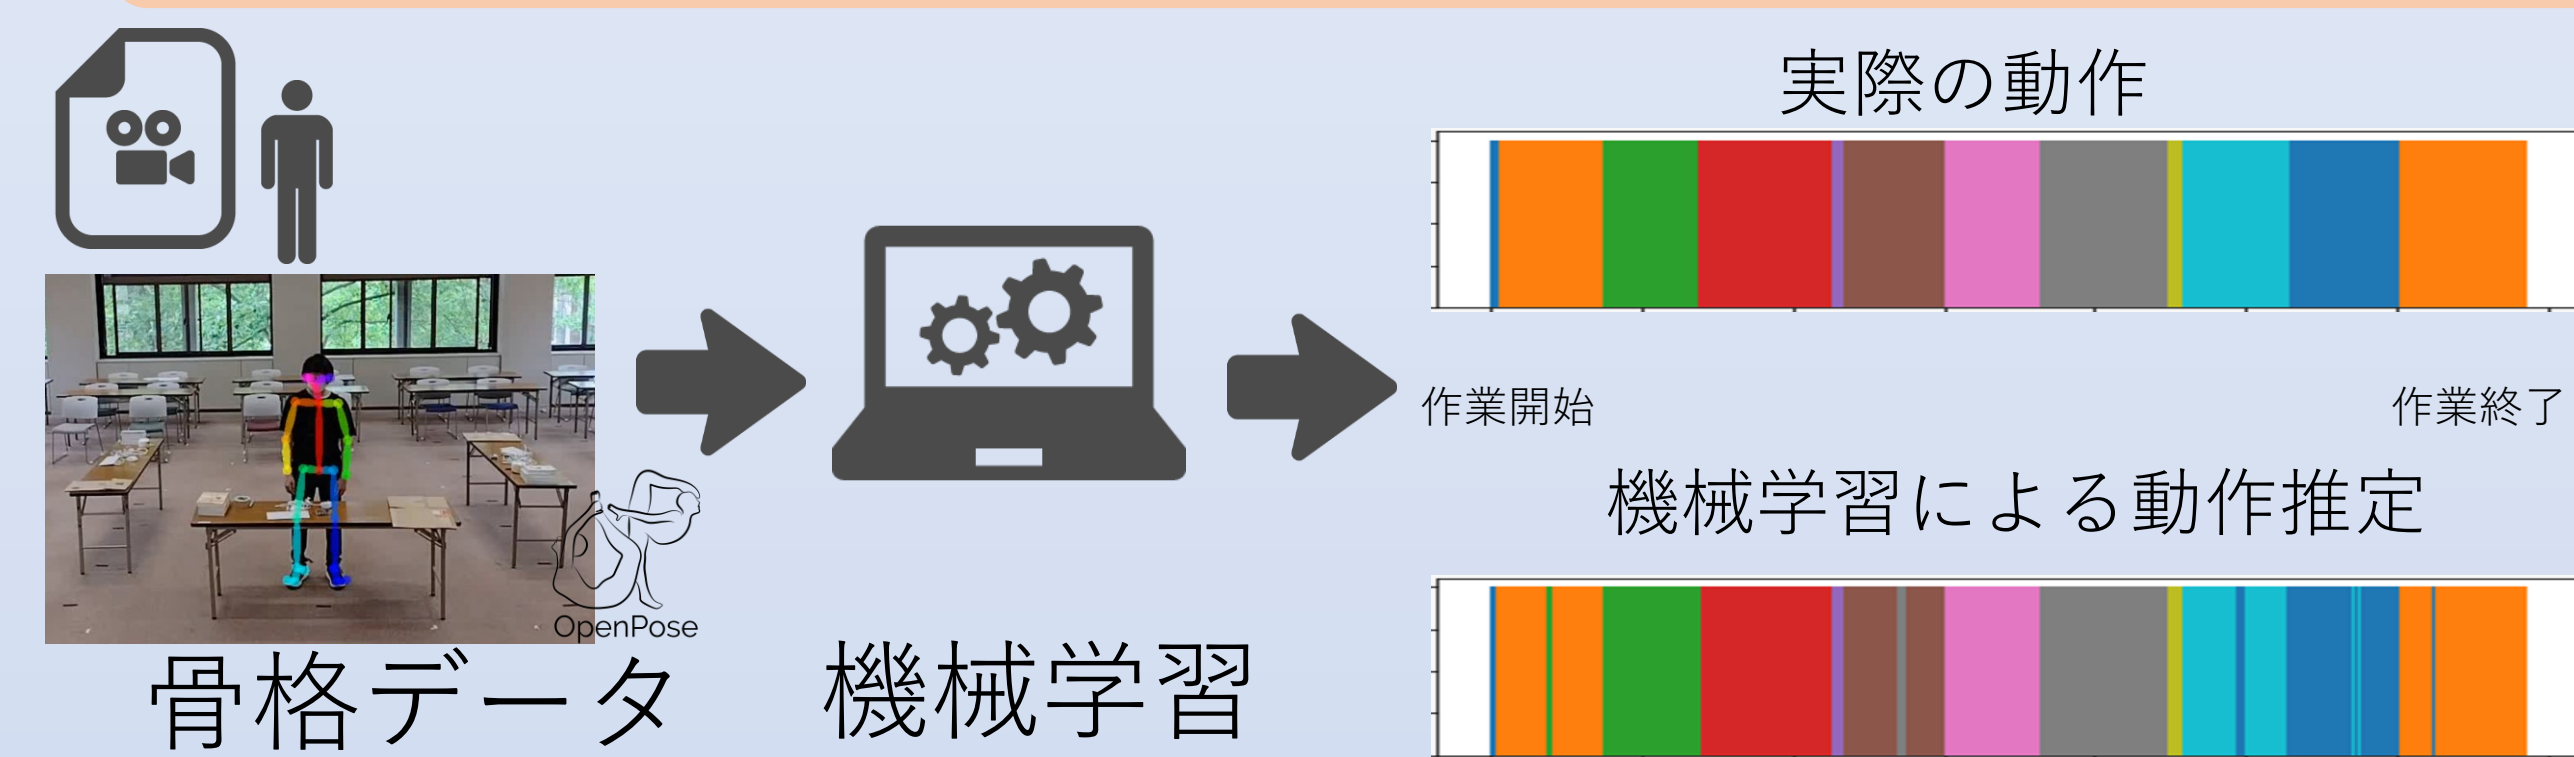 実際の動作
作業開始
作業終了
機械学習による動作推定
OpenPose
骨格データ
機械学習